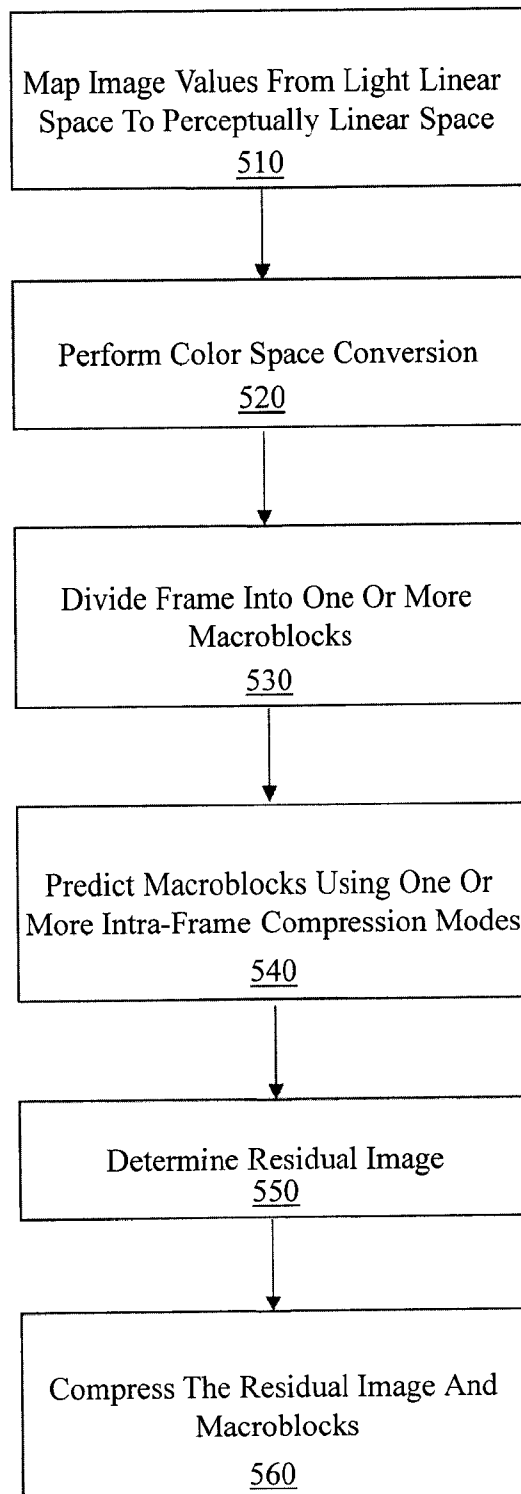 Map Image Values From Light Linear
Space To Perceptually Linear Space
510
Perform Color Space Conversion
520
Divide Frame Into One Or More
Macroblocks
530
Predict Macroblocks Using One Or
More Intra-Frame Compression Modes
540
Determine Residual Image
550
Compress The Residual Image And
Macroblocks
560